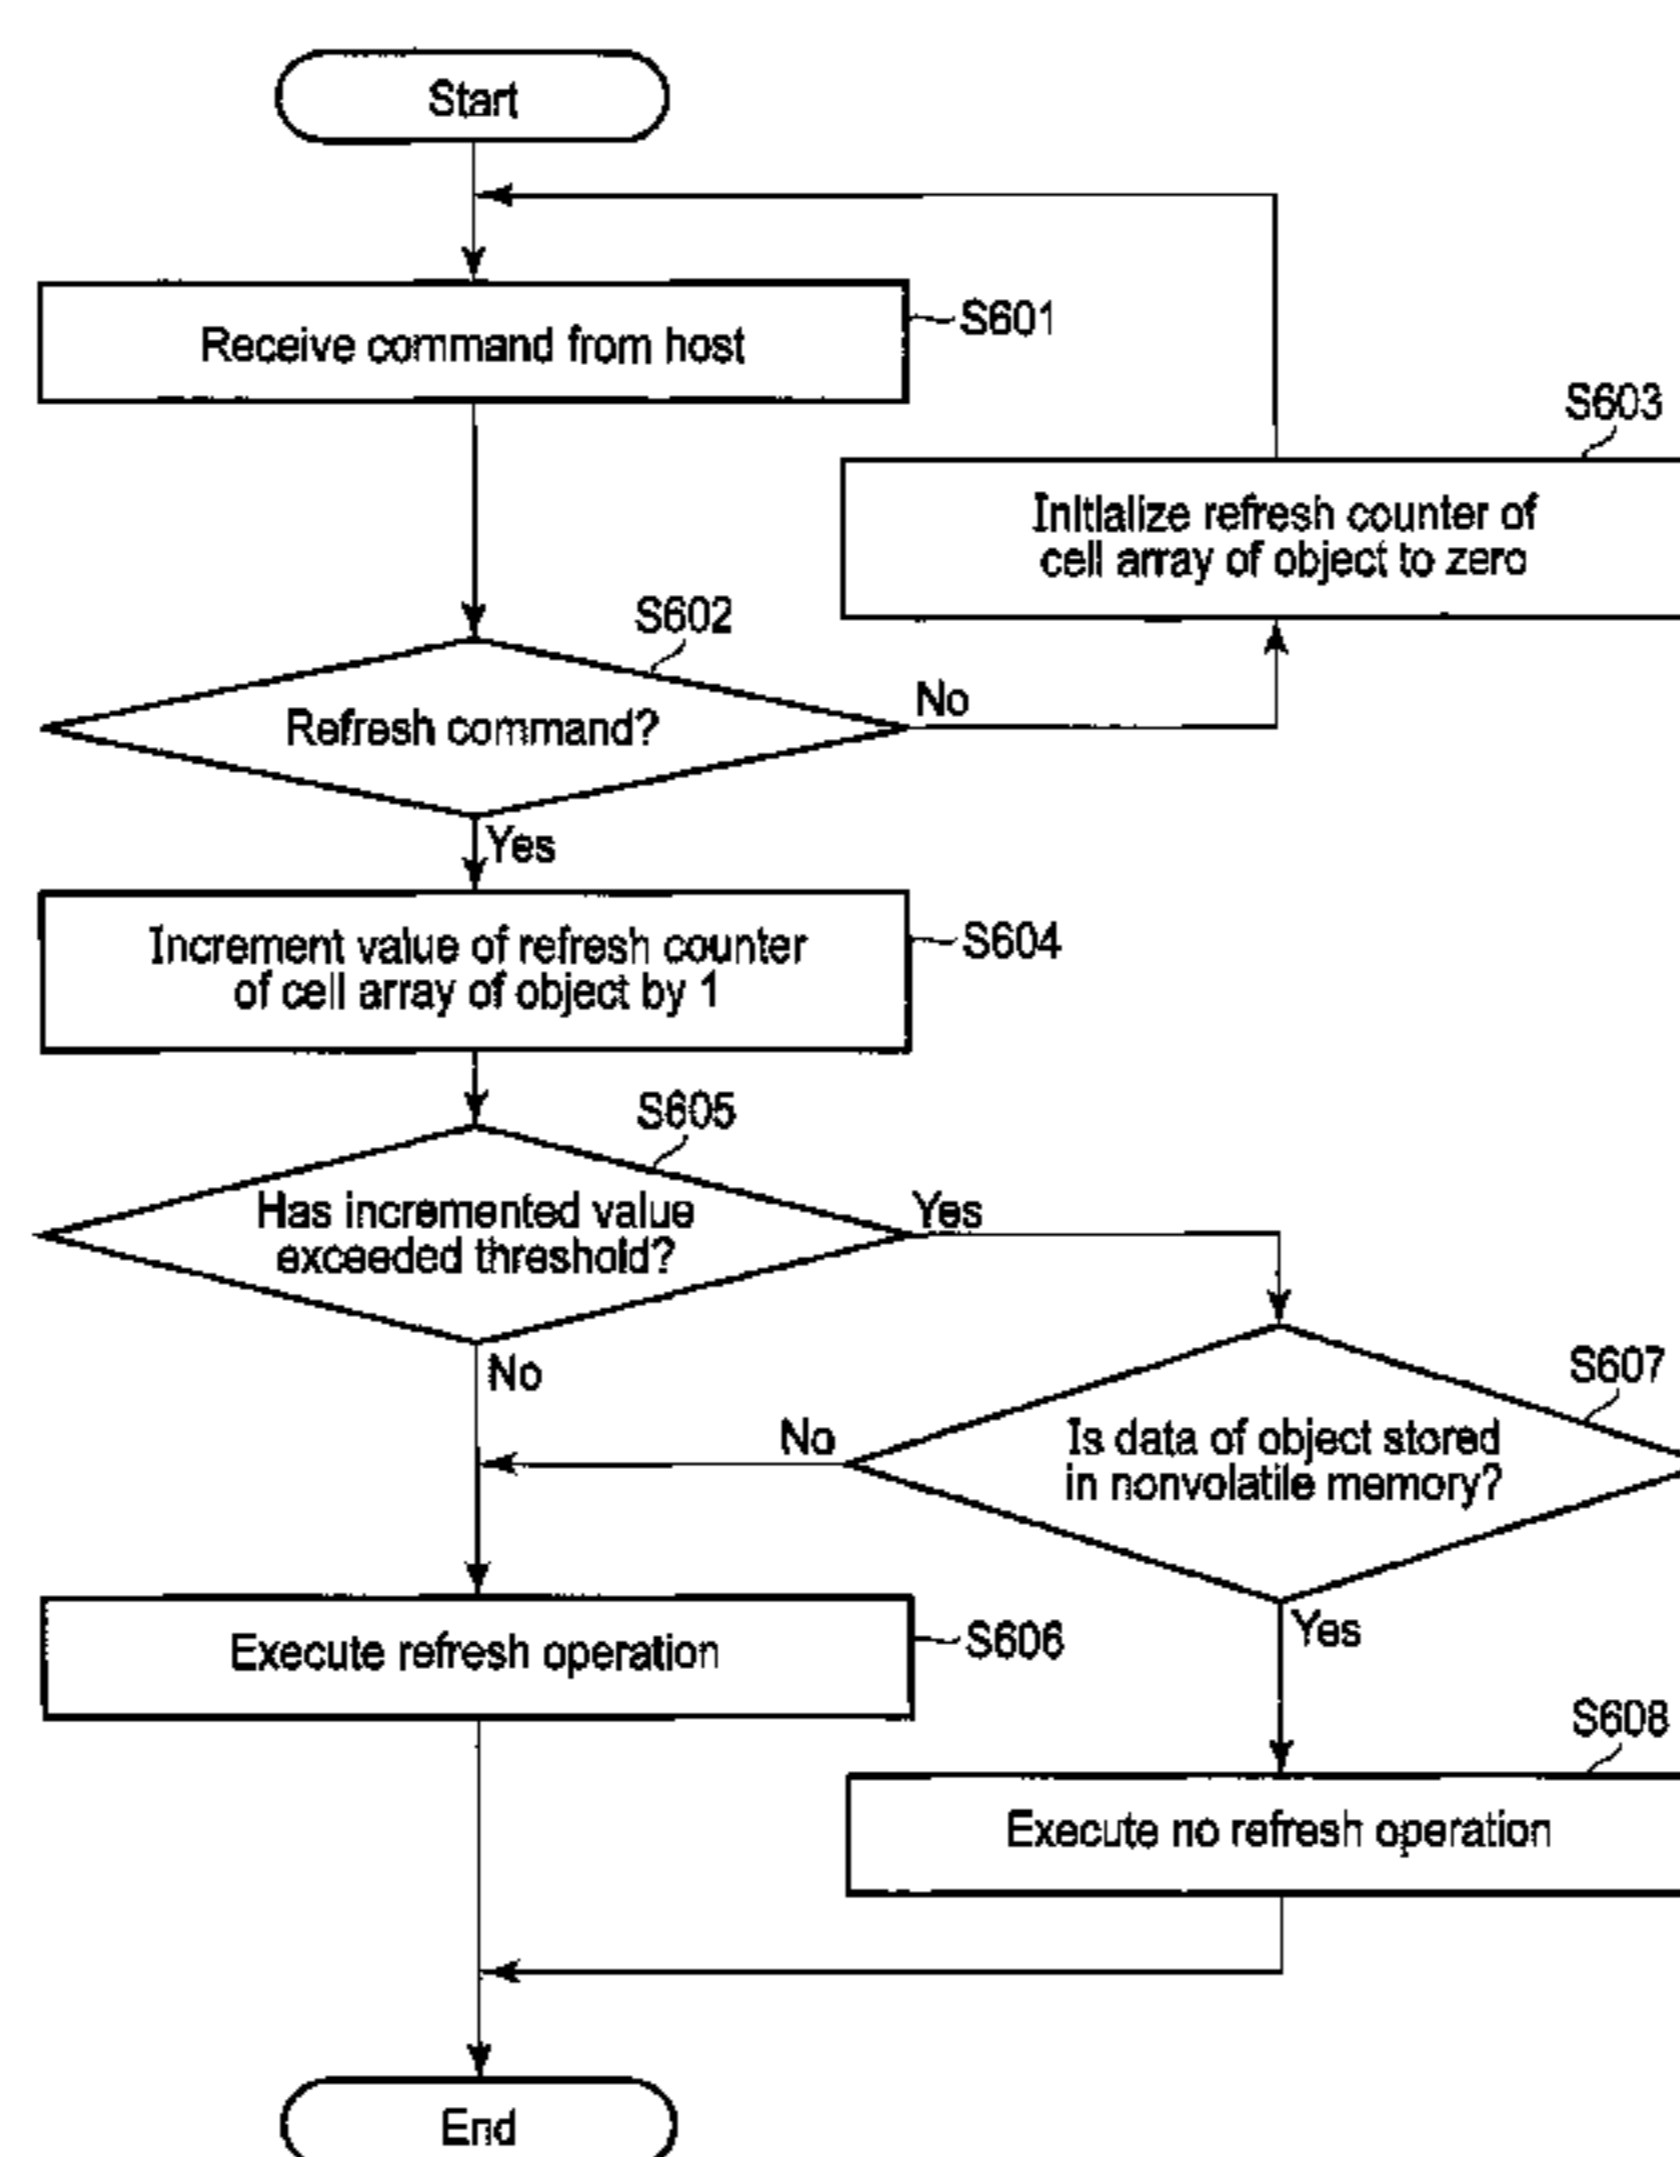 Start
Receive command from host
S601
S603
Initialize refresh counter of
cell array of object to zero
S602
Refresh command?
No
Yes
Increment value of refresh counter
of cell array of object by 1
S604
S605
Has incremented value
exceeded threshold?
Yes
No
S607
Is data of object stored
in nonvolatile memory?
No
Yes
Execute refresh operation
S606
S608
Execute no refresh operation
End